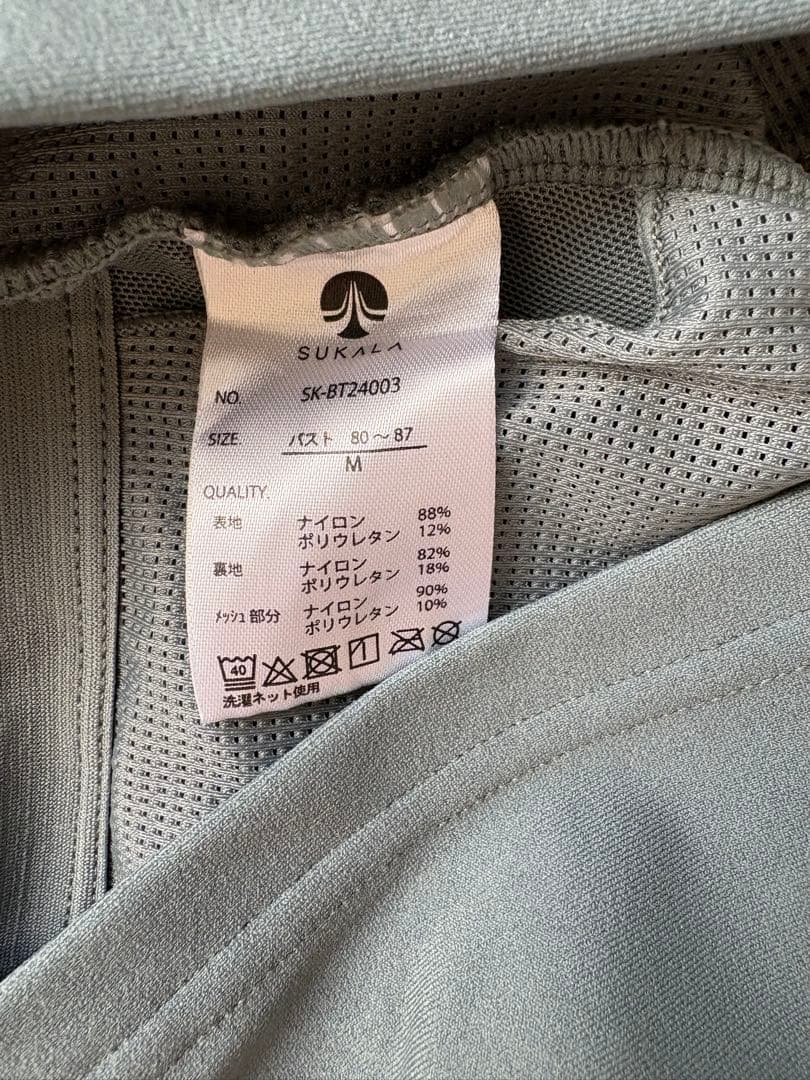 SUKALA
NO. SK-BT24003
SIZE. バスト 80～87
M
QUALITY.
表地 ナイロン 88%
ポリウレタン 12%
裏地 ナイロン 82%
ポリウレタン 18%
メッシュ部分 ナイロン 90%
ポリウレタン 10%
40
洗濯ネット使用